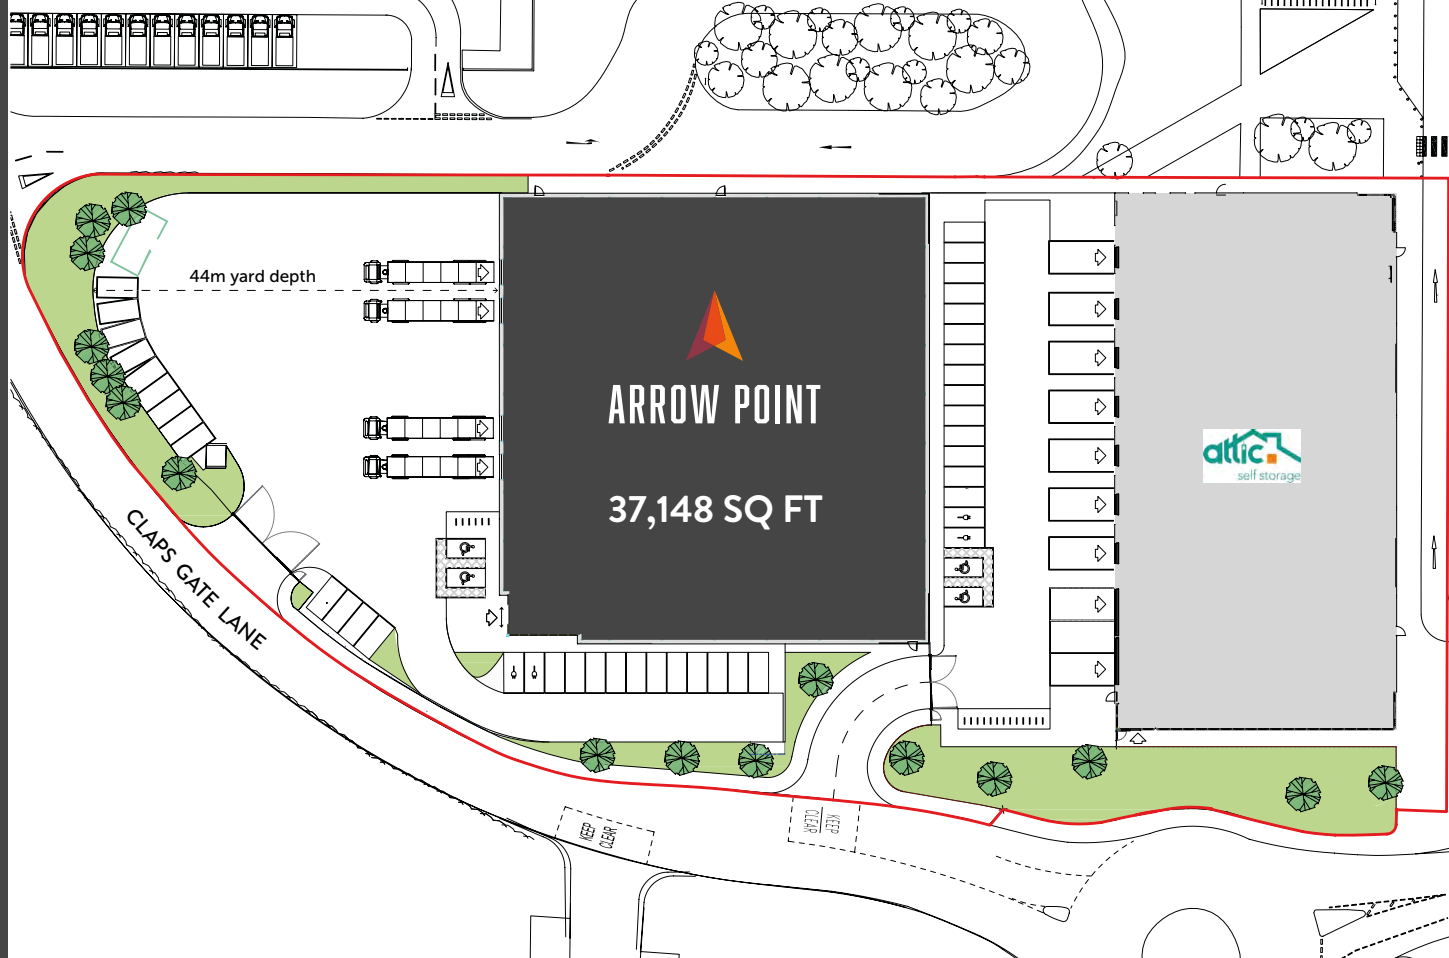 44m yard depth
ARROW POINT
37,148 SQ FT
attic
self storage
CLAPS GATE LANE
KEEP
CLEAR
KEEP
CLEAR